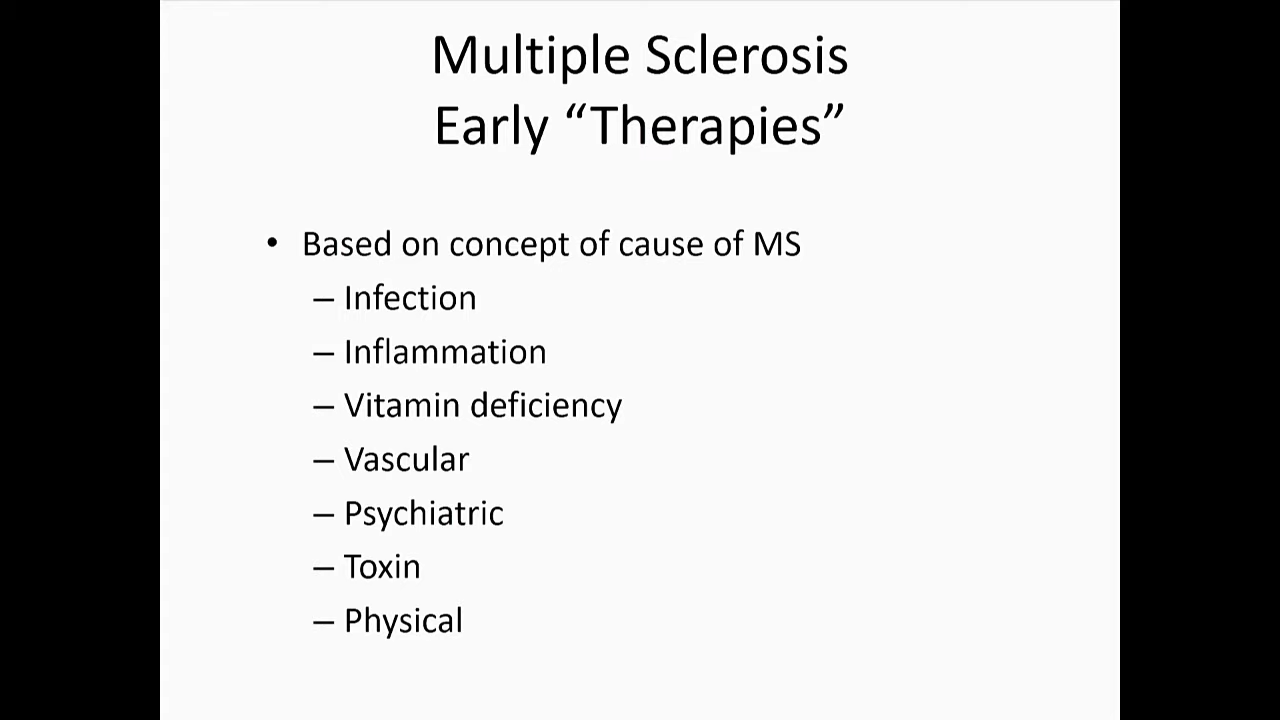 Multiple Sclerosis
Early “Therapies”
• Based on concept of cause of MS
– Infection
– Inflammation
– Vitamin deficiency
– Vascular
– Psychiatric
– Toxin
– Physical